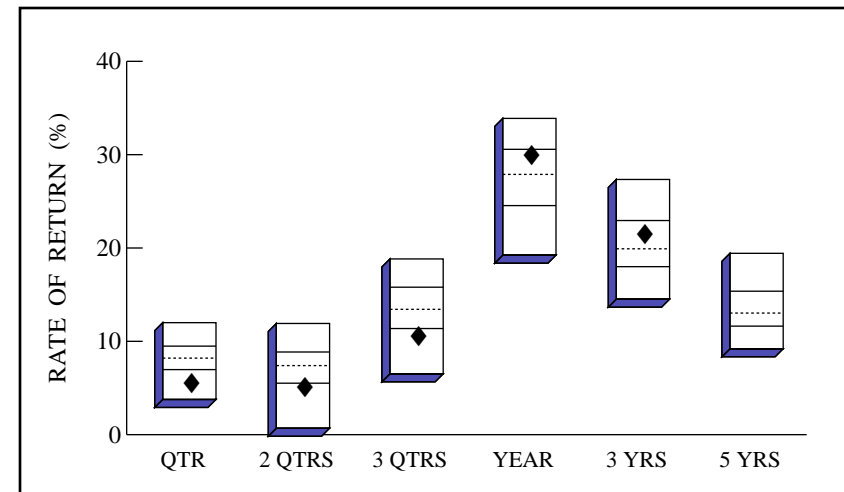 40
30
20
10
0
RATE OF RETURN (%)
QTR 2 QTRS 3 QTRS YEAR 3 YRS 5 YRS